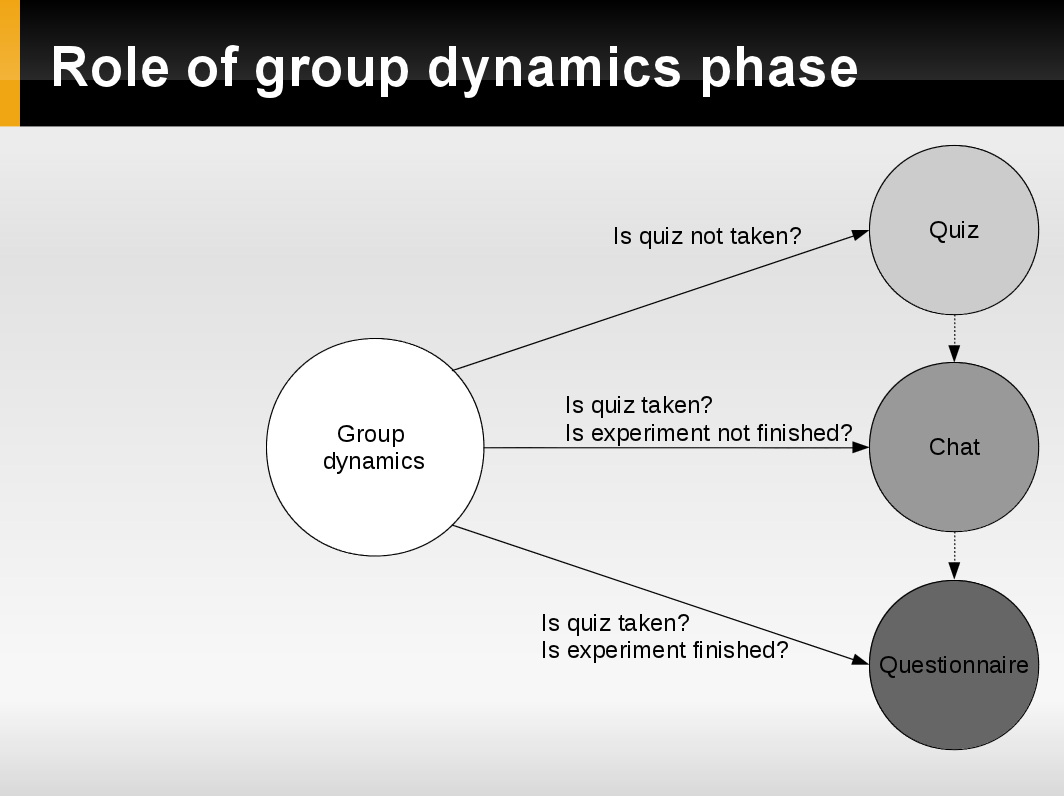 Role of group dynamics phase
Quiz
Is quiz not taken?
Is quiz taken?
Is experiment not finished?
Group
dynamics
Chat
Is quiz taken?
Is experiment finished?
Questionnaire